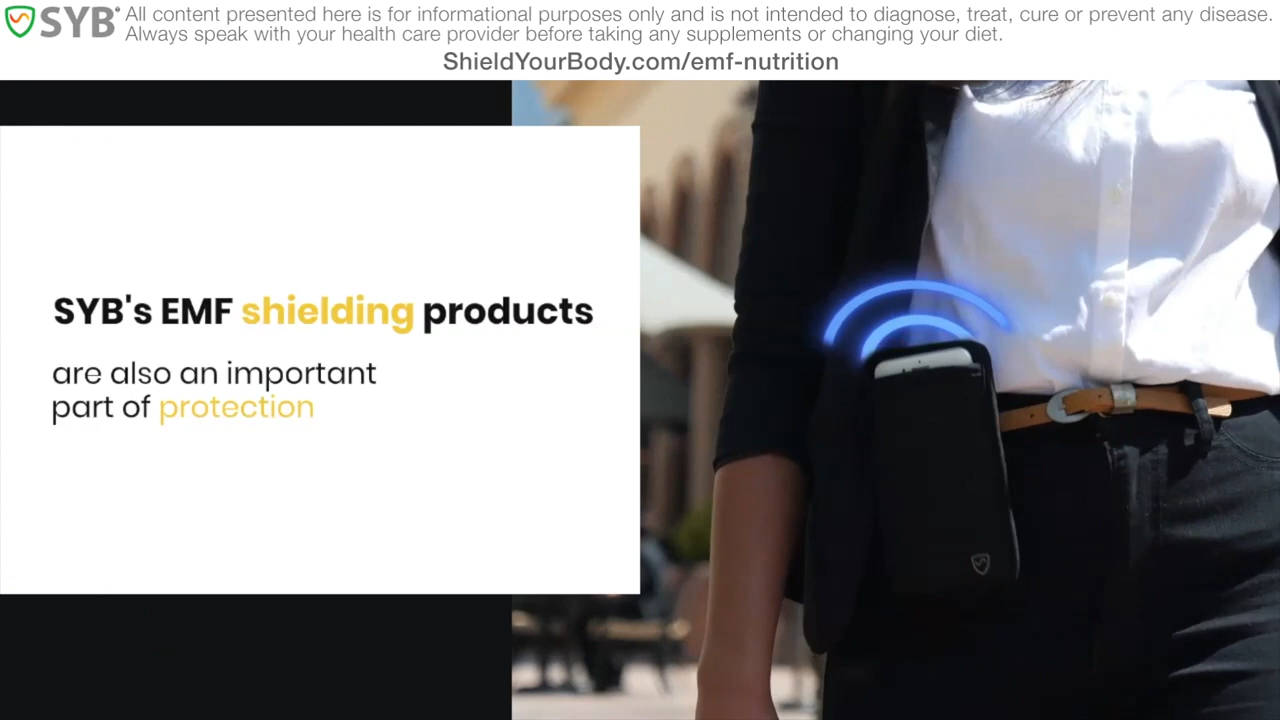 SYB® All content presented here is for informational purposes only and is not intended to diagnose, treat, cure or prevent any disease.
Always speak with your health care provider before taking any supplements or changing your diet.
ShieldYourBody.com/emf-nutrition
SYB's EMF shielding products
are also an important
part of protection